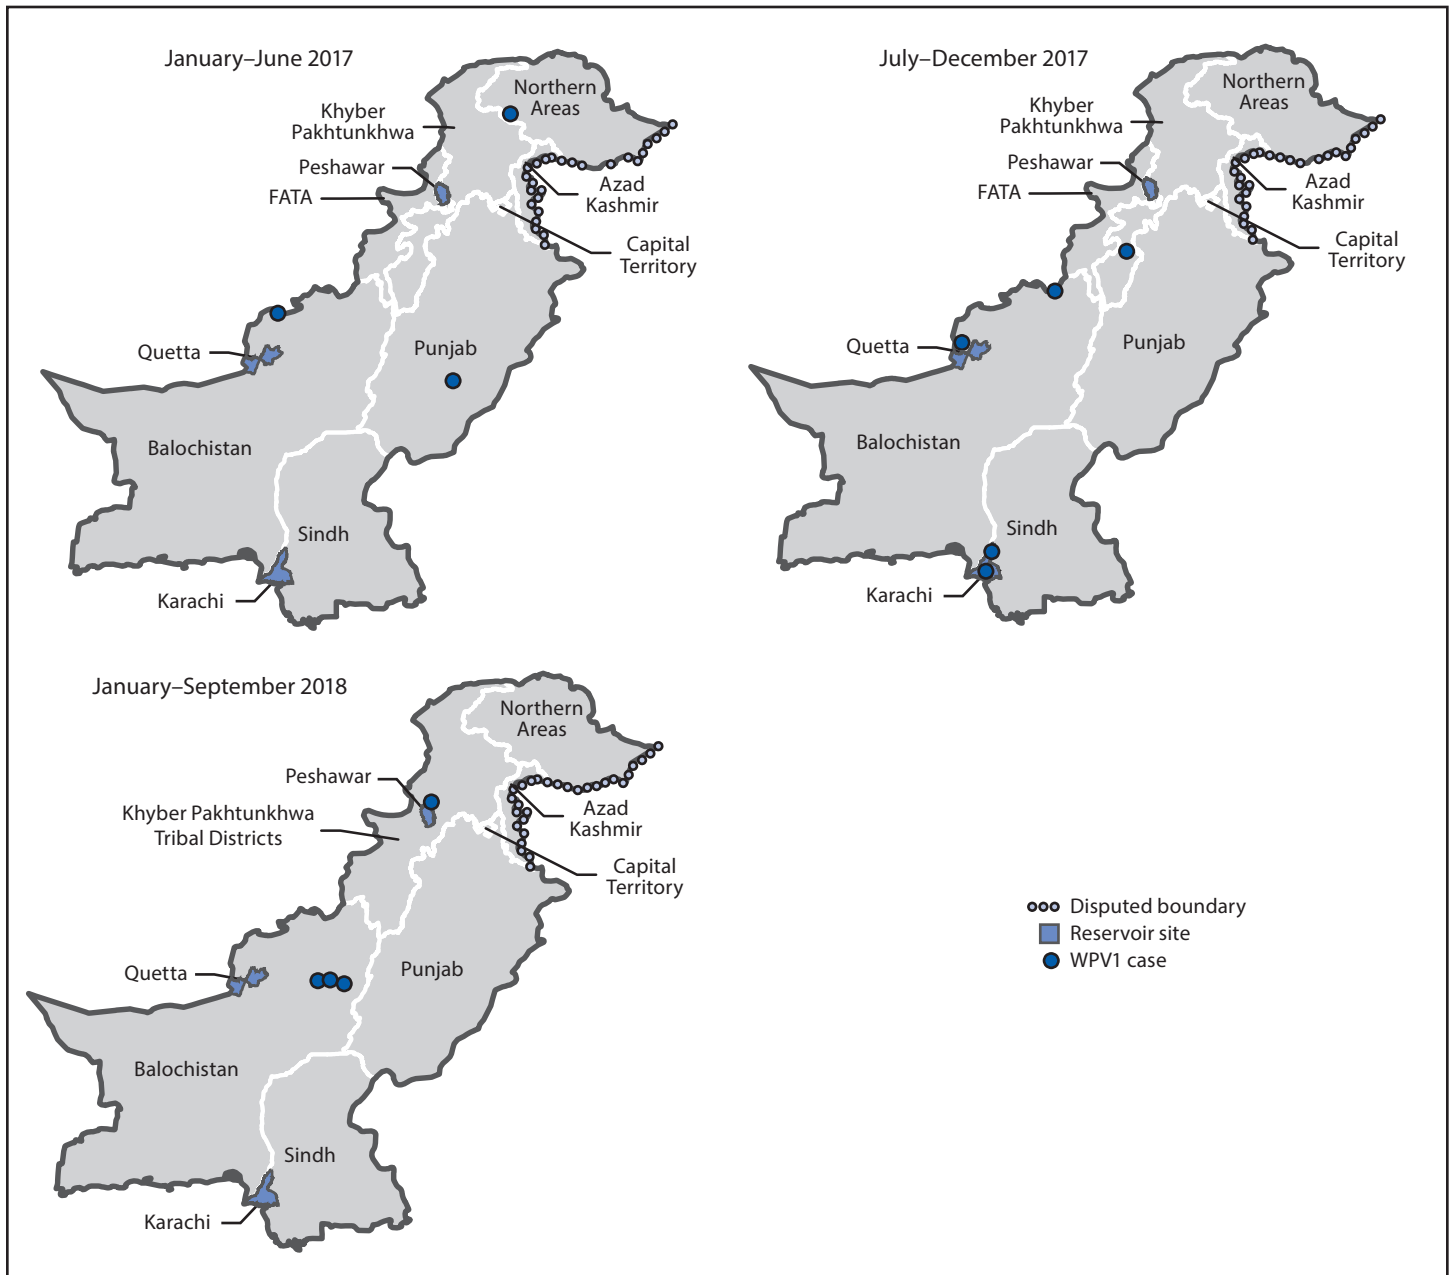 January–June 2017
Northern
Areas
Khyber
Pakhtunkhwa
Peshawar
FATA
Azad
Kashmir
Capital
Territory
Quetta
Punjab
Balochistan
Sindh
Karachi
July–December 2017
Northern
Areas
Khyber
Pakhtunkhwa
Peshawar
FATA
Azad
Kashmir
Capital
Territory
Quetta
Punjab
Balochistan
Sindh
Karachi
January–September 2018
Northern
Areas
Peshawar
Khyber Pakhtunkhwa
Tribal Districts
Azad
Kashmir
Capital
Territory
Quetta
Punjab
Balochistan
Sindh
Karachi
Disputed boundary
Reservoir site
WPV1 case